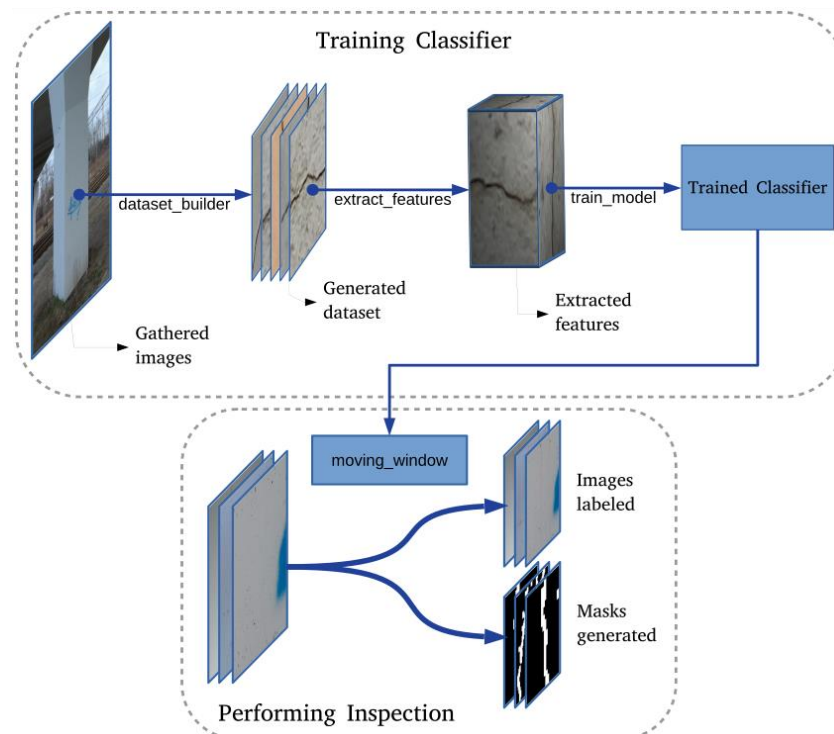 Training Classifier
dataset_builder
extract_features
train_model
Trained Classifier
Generated
dataset
Extracted
features
Gathered
images
moving_window
Images
labeled
Masks
generated
Performing Inspection